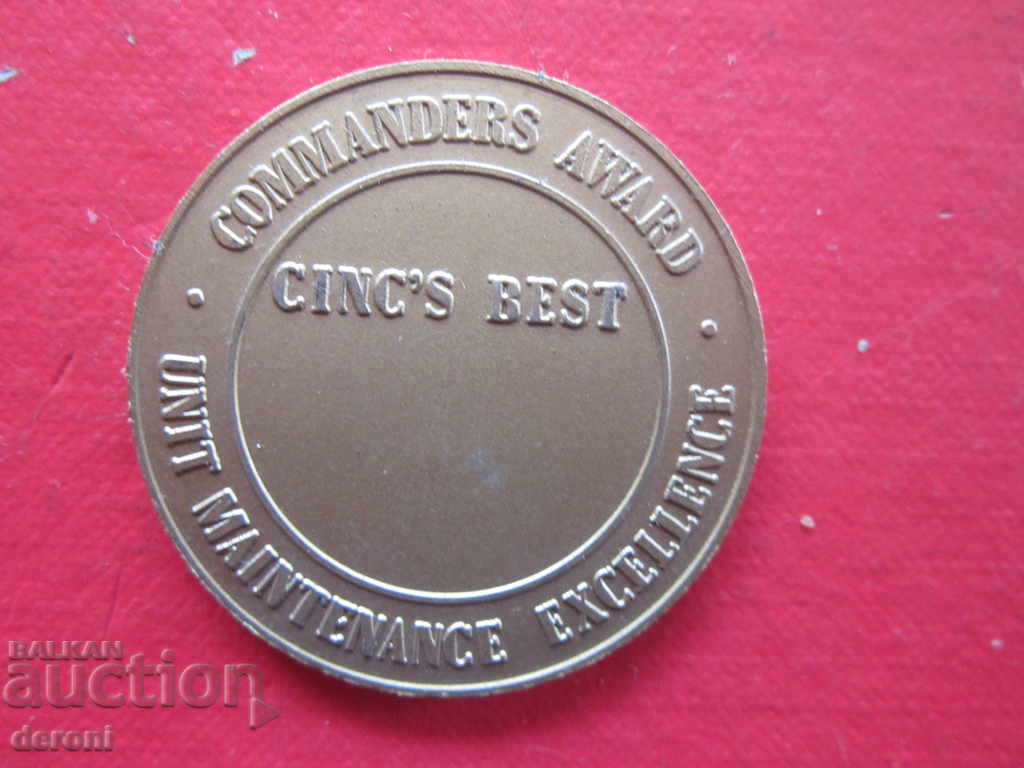 COMMANDERS AWARD
CINC'S BEST
• UNIT MAINTENANCE EXCELLENCE •
BALKAN
auction
deroni